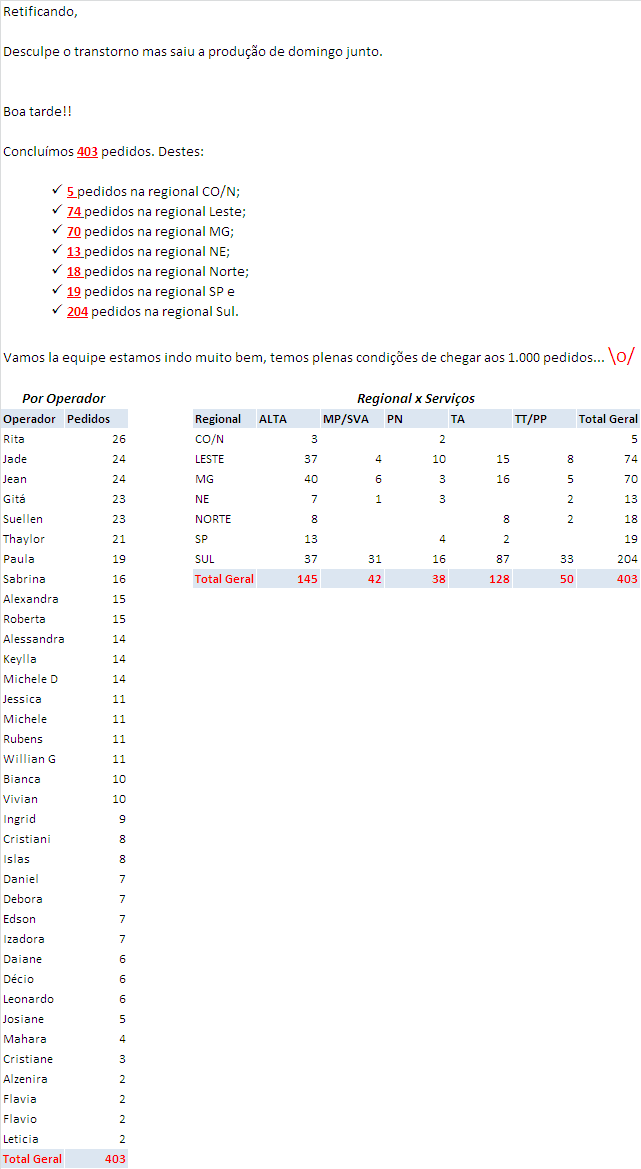 Retificando,
Desculpe o transtorno mas saiu a produção de domingo junto.
Boa tarde!!
Concluímos 403 pedidos. Destes:
✓ 5 pedidos na regional CO/N;
✓ 74 pedidos na regional Leste;
✓ 70 pedidos na regional MG;
✓ 13 pedidos na regional NE;
✓ 18 pedidos na regional Norte;
✓ 19 pedidos na regional SP e
✓ 204 pedidos na regional Sul.
Vamos la equipe estamos indo muito bem, temos plenas condições de chegar aos 1.000 pedidos... \o/
Por Operador
Operador Pedidos
Rita 26
Jade 24
Jean 24
Gitá 23
Suellen 23
Thaylor 21
Paula 19
Sabrina 16
Alexandra 15
Roberta 15
Alessandra 14
Keylla 14
Michele D 14
Jessica 11
Michele 11
Rubens 11
Willian G 11
Bianca 10
Vivian 10
Ingrid 9
Cristiani 8
Islas 8
Daniel 7
Debora 7
Edson 7
Izadora 7
Daiane 6
Décio 6
Leonardo 6
Josiane 5
Mahara 4
Cristiane 3
Alzenira 2
Flavia 2
Flavio 2
Leticia 2
Total Geral 403
Regional x Serviços
Regional ALTA MP/SVA PN TA TT/PP Total Geral
CO/N 3 2 5
LESTE 37 4 10 15 8 74
MG 40 6 3 16 5 70
NE 7 1 3 2 13
NORTE 8 8 2 18
SP 13 4 2 19
SUL 37 31 16 87 33 204
Total Geral 145 42 38 128 50 403